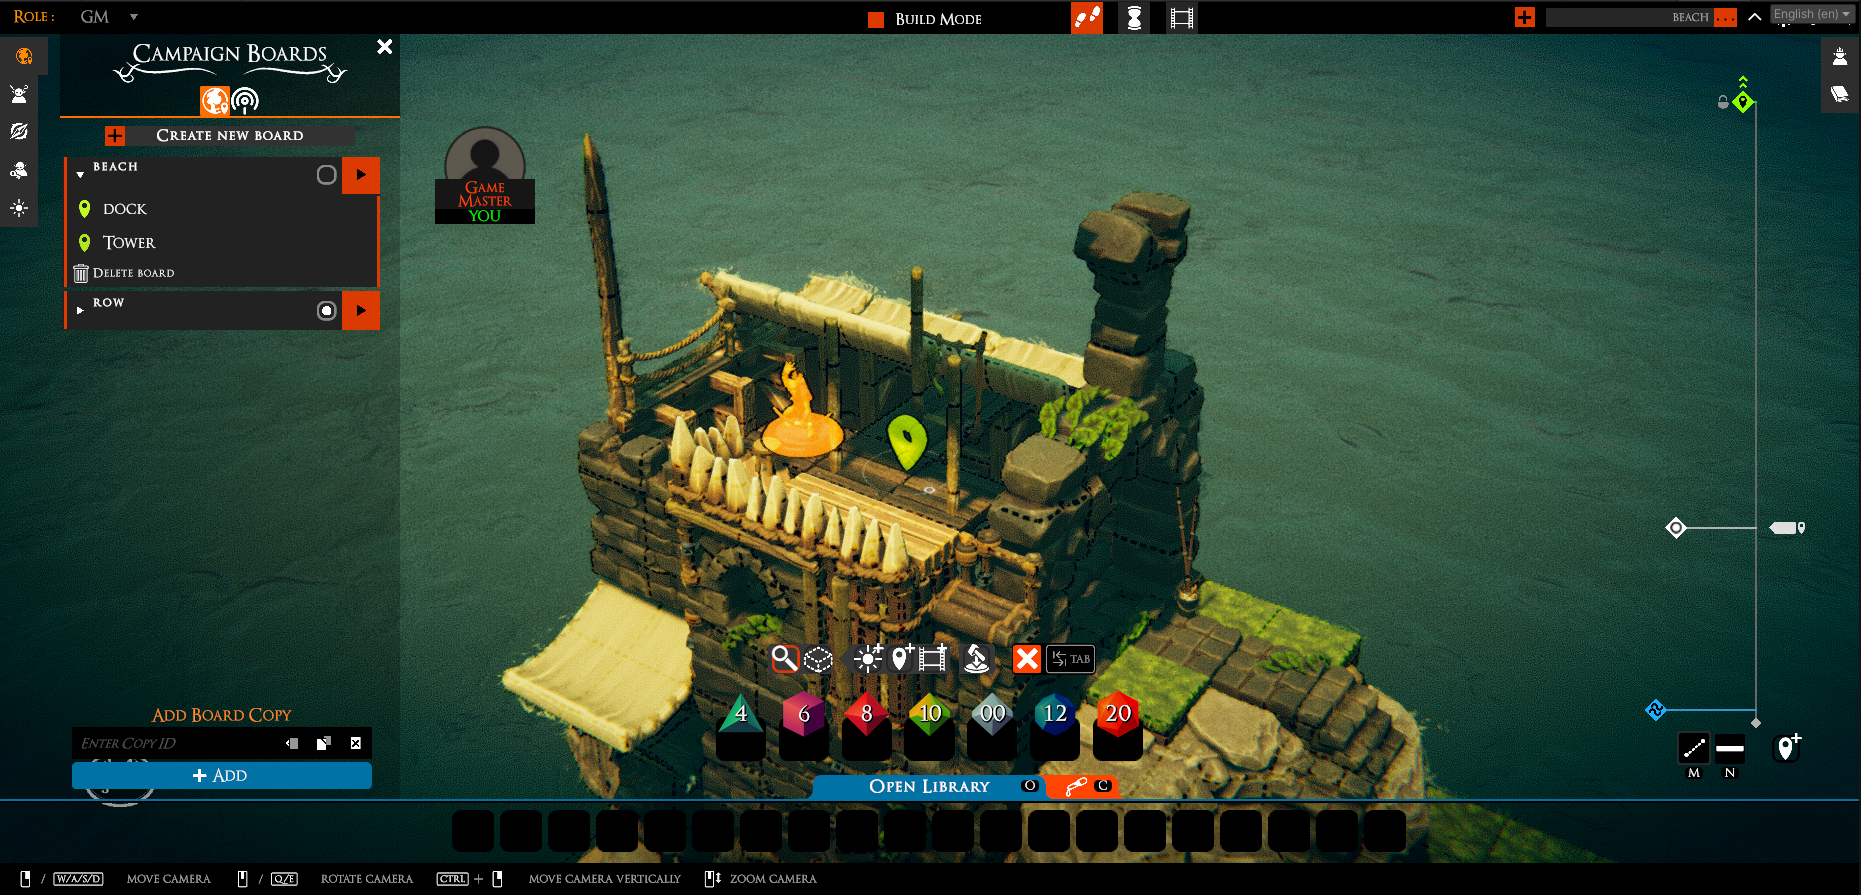 ROLE :
GM
BUILD MODE
BEACH
...
English (en)
CAMPAIGN BOARDS
CREATE NEW BOARD
BEACH
DOCK
TOWER
DELETE BOARD
ROW
GAME
MASTER
YOU
TAB
4
6
8
10
00
12
20
ADD BOARD COPY
ENTER COPY ID
+ ADD
M
N
OPEN LIBRARY
O
C
/ W/A/S/D MOVE CAMERA
/ Q/E ROTATE CAMERA
CTRL + MOVE CAMERA VERTICALLY
ZOOM CAMERA